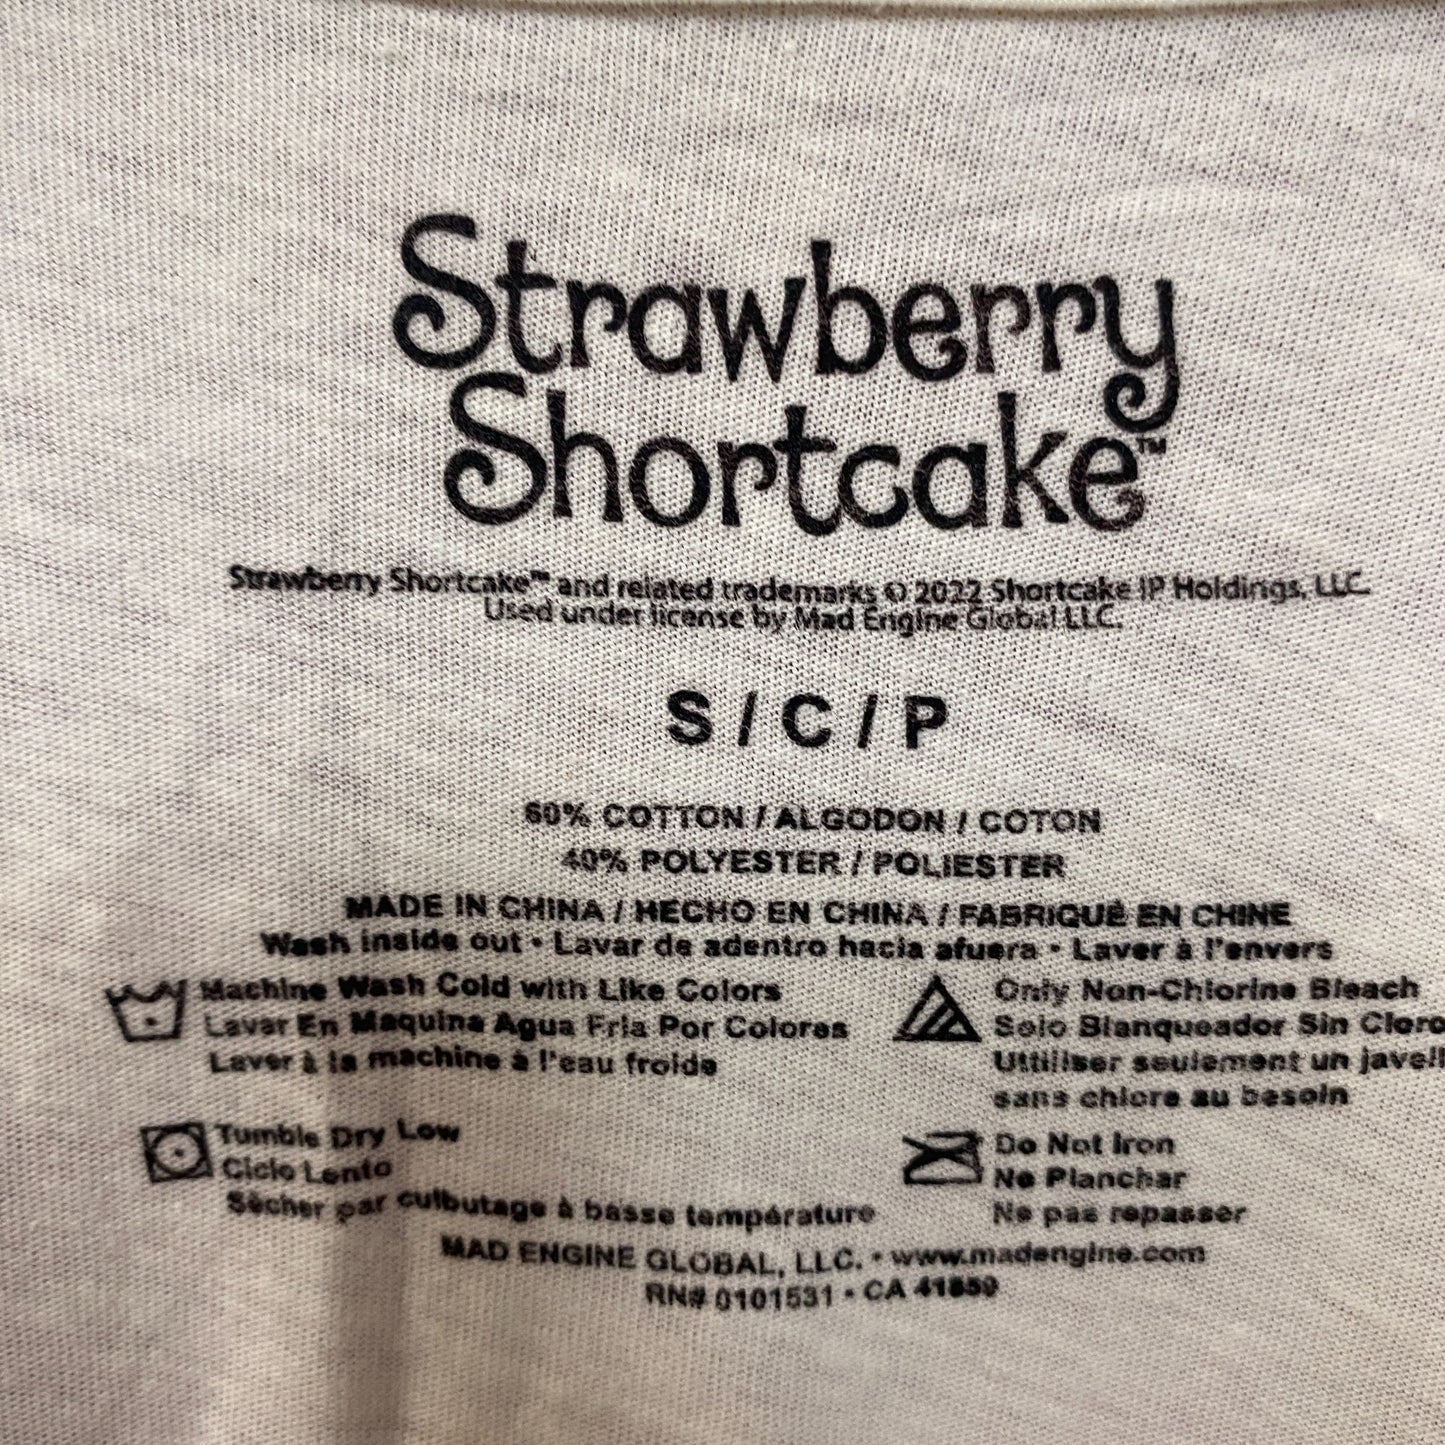 Strawberry
Shortcake™
Strawberry Shortcake™ and related trademarks © 2022 Shortcake IP Holdings, LLC.
Used under license by Mad Engine Global LLC.
S / C / P
60% COTTON / ALGODON / COTON
40% POLYESTER / POLIESTER
MADE IN CHINA / HECHO EN CHINA / FABRIQUÉ EN CHINE
Wash inside out • Lavar de adentro hacia afuera • Laver à l'envers
Machine Wash Cold with Like Colors
Lavar En Maquina Agua Fria Por Colores
Laver à la machine à l'eau froide
Only Non-Chlorine Bleach
Solo Blanqueador Sin Cloro
Uttiliser seulement un javell
sans chlore au besoin
Tumble Dry Low
Ciclo Lento
Sècher par culbutage à basse température
Do Not Iron
No Planchar
Ne pas repasser
MAD ENGINE GLOBAL, LLC. • www.madengine.com
RN# 0101531 • CA 41859